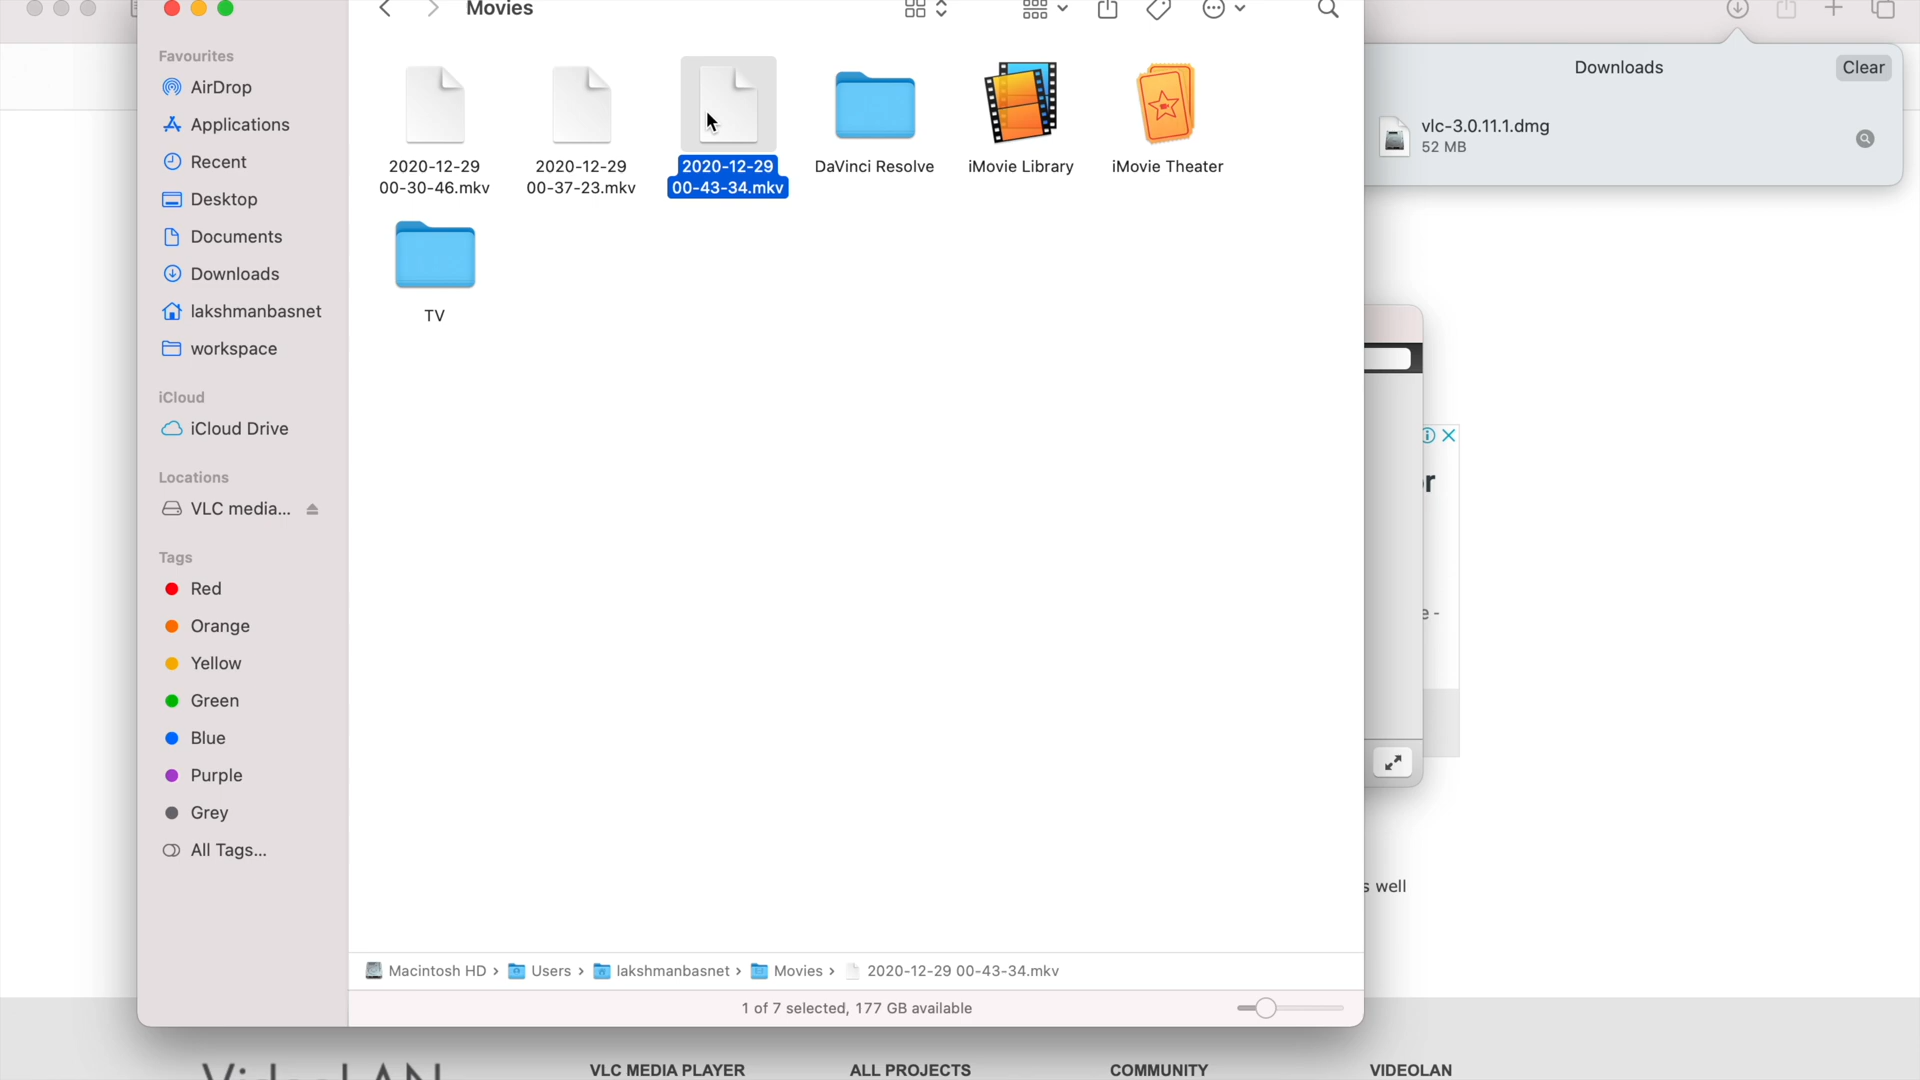 Movies
Favourites
AirDrop
Applications
Recent
Desktop
Documents
Downloads
lakshmanbasnet
workspace
iCloud
iCloud Drive
Locations
VLC media...
Tags
Red
Orange
Yellow
Green
Blue
Purple
Grey
All Tags...
2020-12-29
00-30-46.mkv
2020-12-29
00-37-23.mkv
2020-12-29
00-43-34.mkv
DaVinci Resolve
iMovie Library
iMovie Theater
TV
Macintosh HD › Users › lakshmanbasnet › Movies › 2020-12-29 00-43-34.mkv
1 of 7 selected, 177 GB available
Downloads
Clear
vlc-3.0.11.1.dmg
52 MB
well
VideoLAN
VLC MEDIA PLAYER
ALL PROJECTS
COMMUNITY
VIDEOLAN